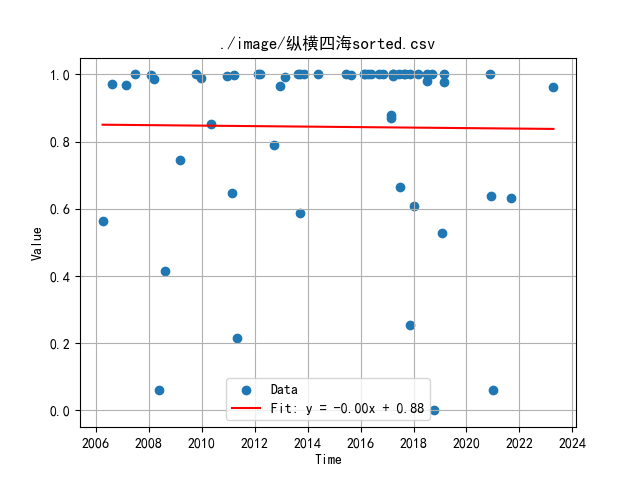 ./image/纵横四海sorted.csv
Value
1.0
0.8
0.6
0.4
0.2
0.0
Data
Fit: y = -0.00x + 0.88
2006 2008 2010 2012 2014 2016 2018 2020 2022 2024
Time